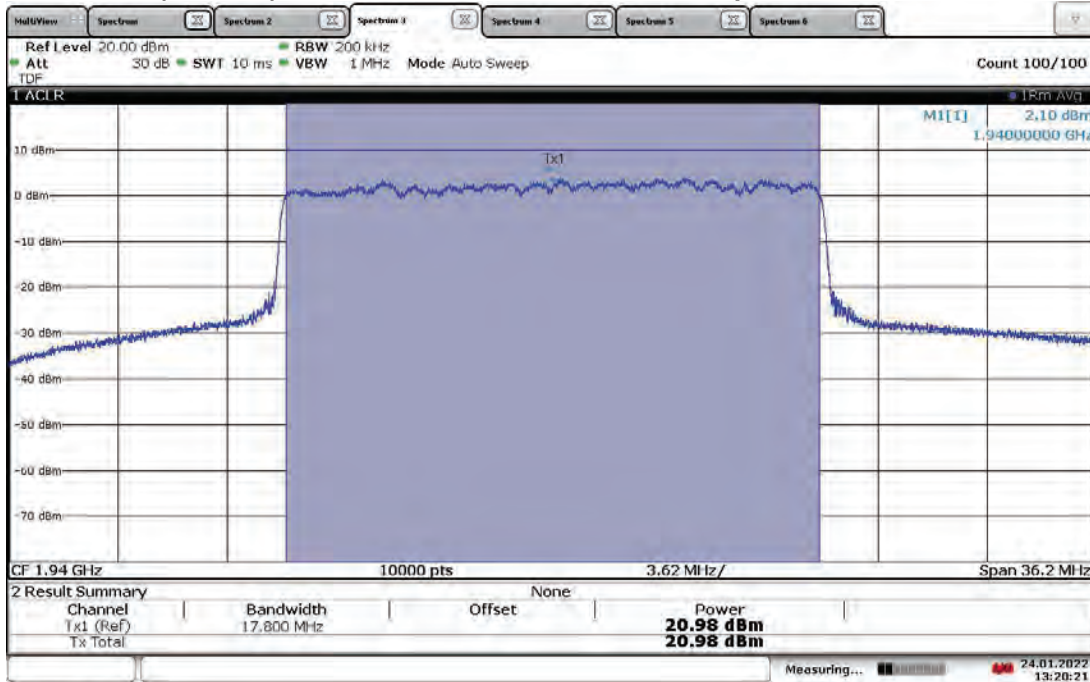 MultiView Spectrum Spectrum 2 Spectrum 3 Spectrum 4 Spectrum 5 Spectrum 6
Ref Level 20.00 dBm RBW 200 kHz
Att 30 dB SWT 10 ms VBW 1 MHz Mode Auto Sweep Count 100/100
TDF
1 ACLR 1Rm Avg
M1[1] 2.10 dBm
1.94000000 GHz
10 dBm
Tx1
0 dBm
-10 dBm
-20 dBm
-30 dBm
-40 dBm
-50 dBm
-60 dBm
-70 dBm
CF 1.94 GHz 10000 pts 3.62 MHz/ Span 36.2 MHz
2 Result Summary None
Channel Bandwidth Offset Power
Tx1 (Ref) 17.800 MHz 20.98 dBm
Tx Total 20.98 dBm
Measuring... 24.01.2022
13:20:21